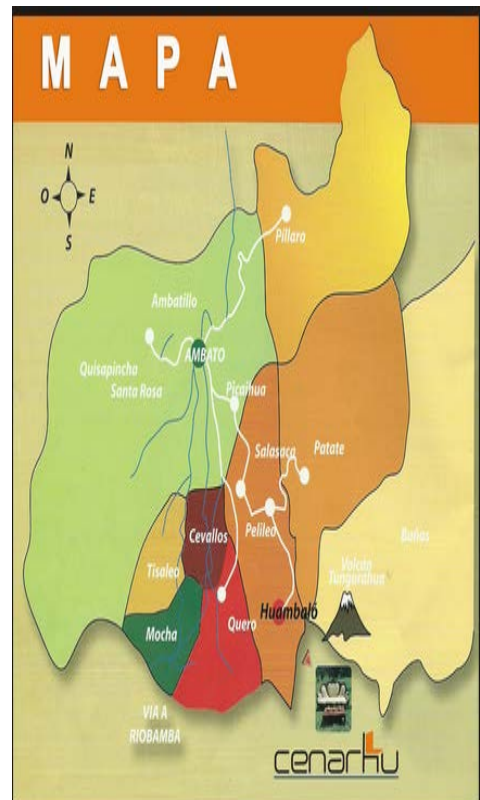 MAPA
N
O E
S
Píllaro
Ambatillo
AMBATO
Quisapincha
Santa Rosa
Picaihua
Salasaca
Patate
Pelileo
Cevallos
Baños
Tisaleo
Volcan
Tungurahua
Huambaló
Quero
Mocha
VIA A
RIOBAMBA
cenarhu